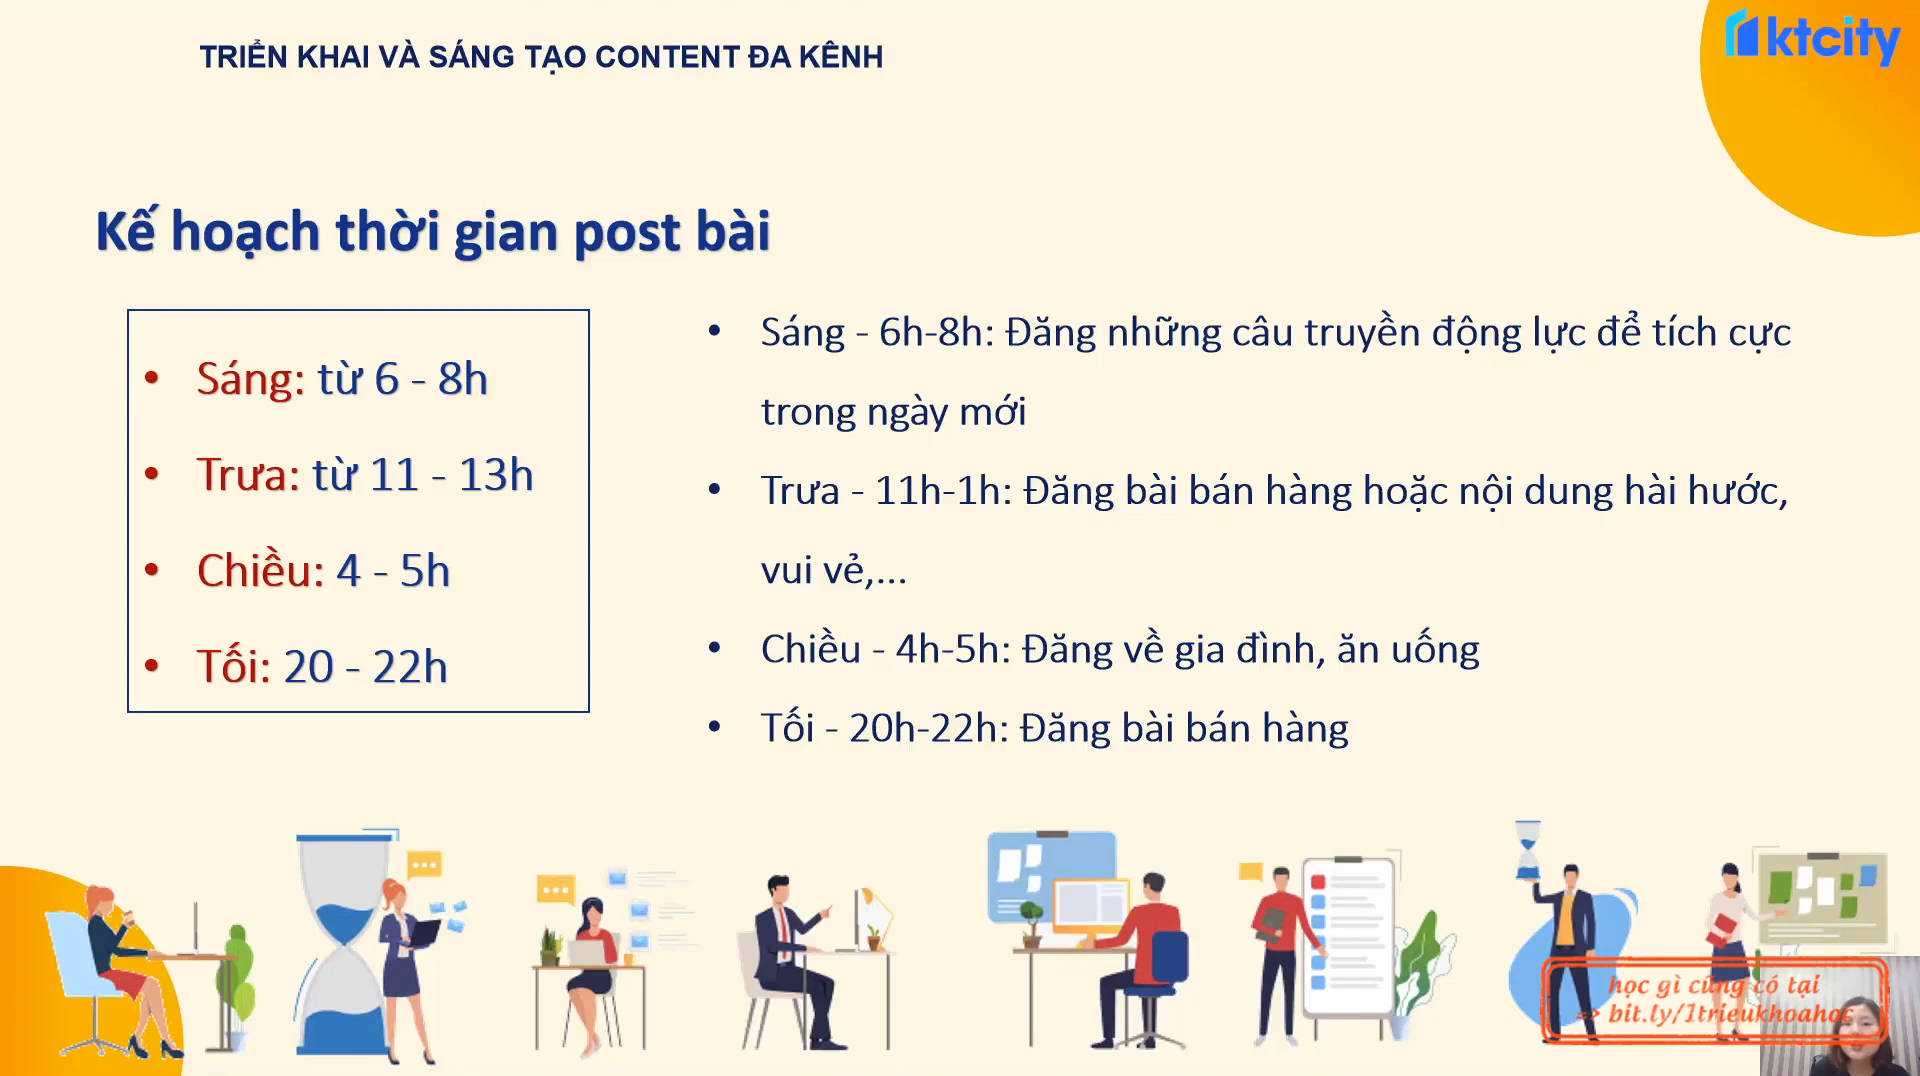 TRIỂN KHAI VÀ SÁNG TẠO CONTENT ĐA KÊNH
ktcity
Kế hoạch thời gian post bài
• Sáng: từ 6 - 8h
• Trưa: từ 11 - 13h
• Chiều: 4 - 5h
• Tối: 20 - 22h
• Sáng - 6h-8h: Đăng những câu truyền động lực để tích cực
trong ngày mới
• Trưa - 11h-1h: Đăng bài bán hàng hoặc nội dung hài hước,
vui vẻ,...
• Chiều - 4h-5h: Đăng về gia đình, ăn uống
• Tối - 20h-22h: Đăng bài bán hàng
học gì cũng có tại
=> bit.ly/1trieukhoahoc